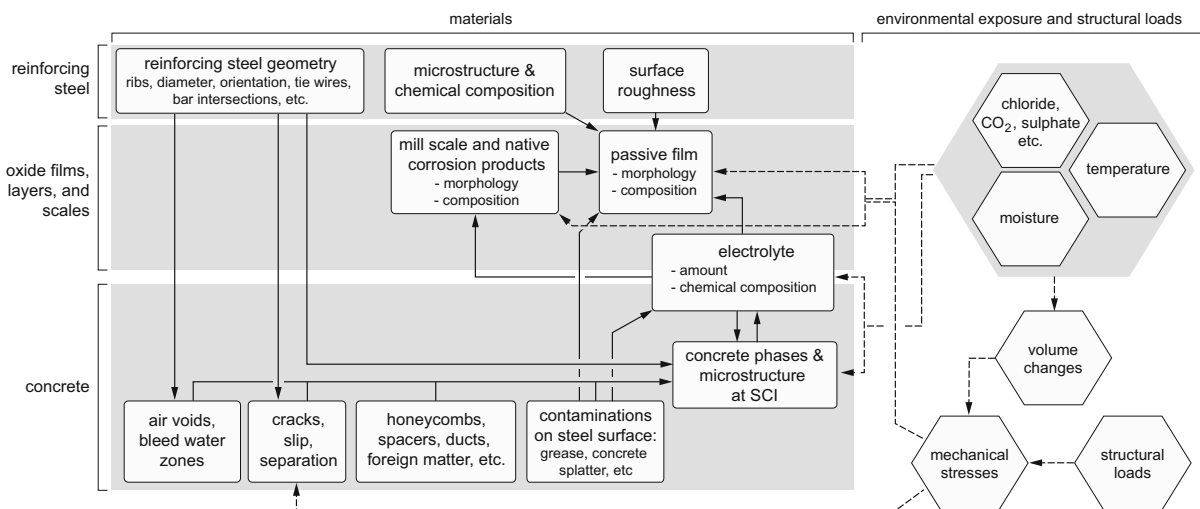 materials
environmental exposure and structural loads
reinforcing
steel
reinforcing steel geometry
ribs, diameter, orientation, tie wires,
bar intersections, etc.
microstructure &
chemical composition
surface
roughness
chloride,
CO2, sulphate
etc.
temperature
moisture
oxide films,
layers, and
scales
mill scale and native
corrosion products
- morphology
- composition
passive film
- morphology
- composition
electrolyte
- amount
- chemical composition
concrete
concrete phases &
microstructure
at SCI
volume
changes
air voids,
bleed water
zones
cracks,
slip,
separation
honeycombs,
spacers, ducts,
foreign matter, etc.
contaminations
on steel surface:
grease, concrete
splatter, etc
mechanical
stresses
structural
loads